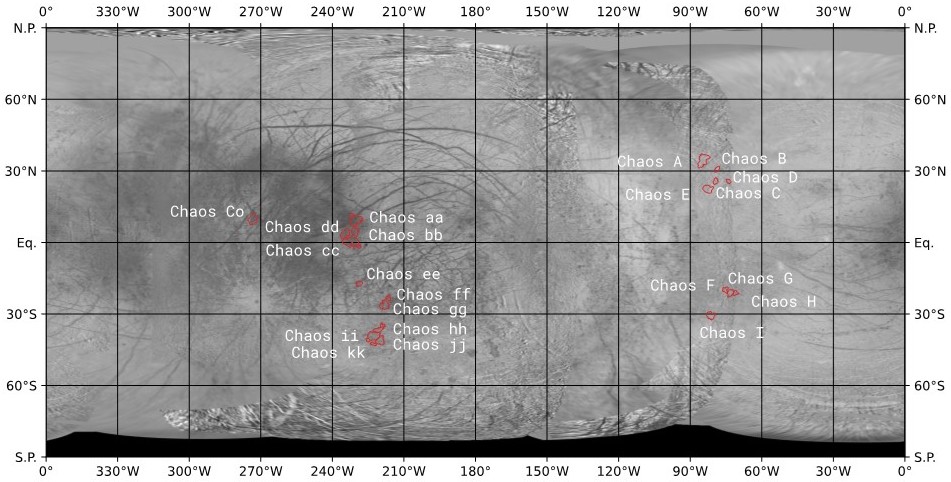 0° 330°W 300°W 270°W 240°W 210°W 180° 150°W 120°W 90°W 60°W 30°W 0°
N.P. N.P.
60°N 60°N
Chaos A Chaos B
30°N 30°N
Chaos D
Chaos E Chaos C
Chaos Co Chaos aa
Chaos dd Chaos bb
Eq. Eq.
Chaos cc
Chaos ee Chaos F Chaos G
Chaos ff Chaos H
Chaos gg
30°S 30°S
Chaos hh Chaos I
Chaos ii Chaos jj
Chaos kk
60°S 60°S
S.P. S.P.
0° 330°W 300°W 270°W 240°W 210°W 180° 150°W 120°W 90°W 60°W 30°W 0°